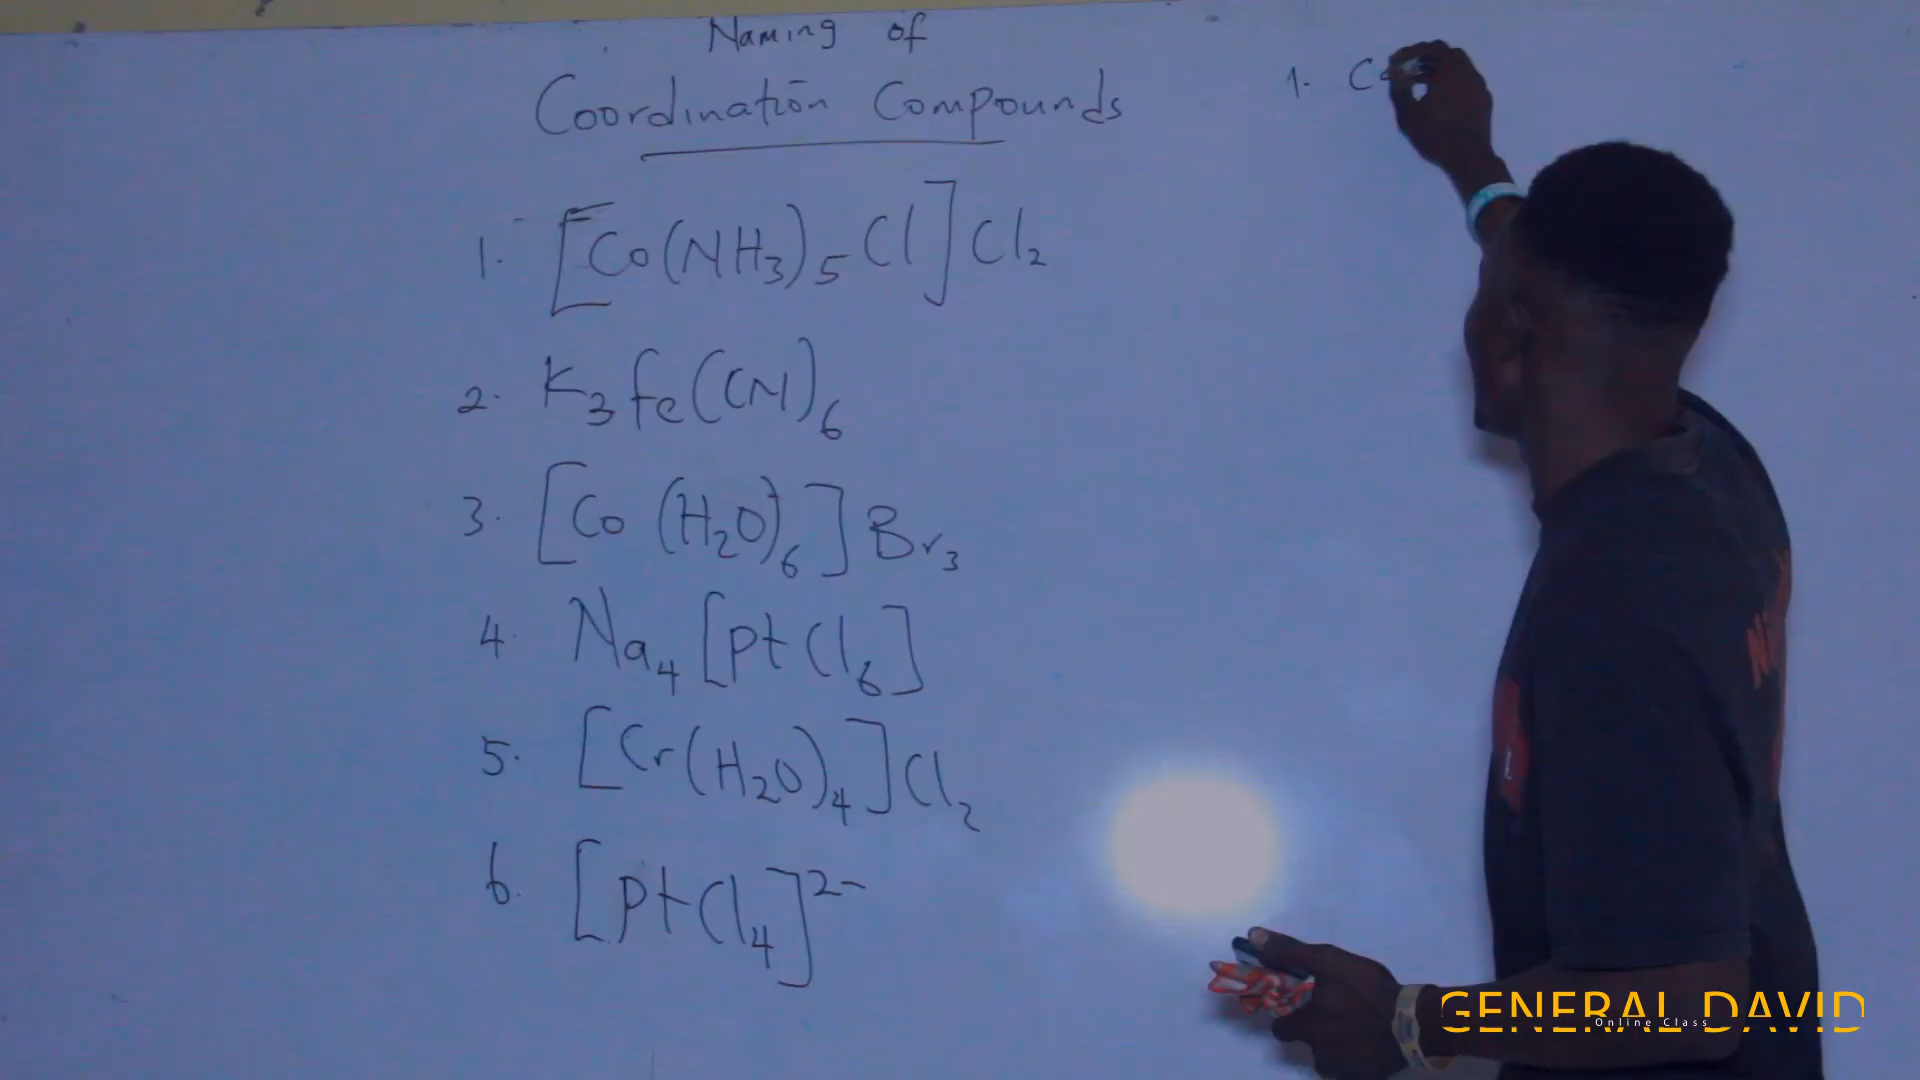 Naming of
Coordination Compounds
1. [Co(NH₃)₅Cl]Cl₂
2. K₃Fe(CN)₆
3. [Co(H₂O)₆]Br₃
4. Na₄[PtCl₆]
5. [Cr(H₂O)₄]Cl₂
6. [PtCl₄]²⁻
1. Co
GENERAL DAVID
Online Class